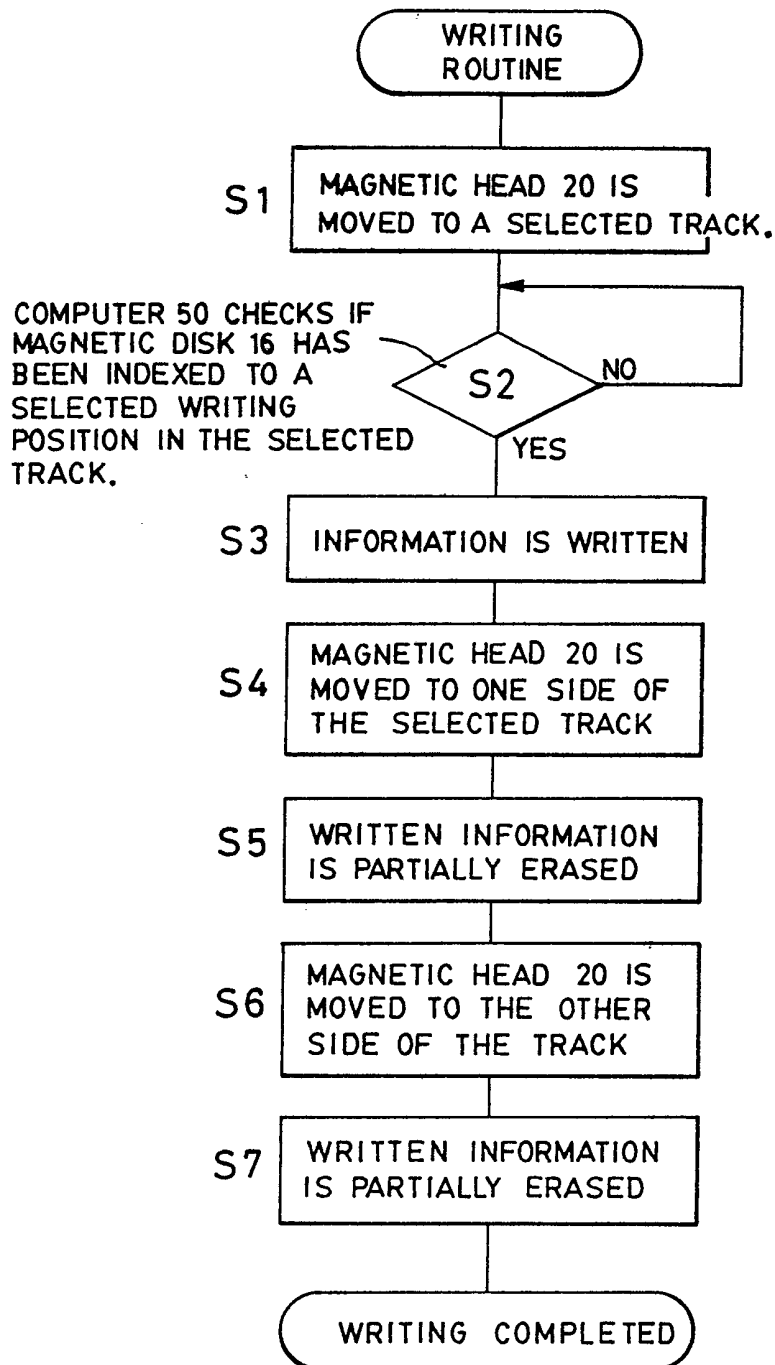 WRITING
ROUTINE
S1
MAGNETIC HEAD 20 IS
MOVED TO A SELECTED TRACK.
COMPUTER 50 CHECKS IF
MAGNETIC DISK 16 HAS
BEEN INDEXED TO A
SELECTED WRITING
POSITION IN THE SELECTED
TRACK.
S2
NO
YES
S3
INFORMATION IS WRITTEN
S4
MAGNETIC HEAD 20 IS
MOVED TO ONE SIDE OF
THE SELECTED TRACK
S5
WRITTEN INFORMATION
IS PARTIALLY ERASED
S6
MAGNETIC HEAD 20 IS
MOVED TO THE OTHER
SIDE OF THE TRACK
S7
WRITTEN INFORMATION
IS PARTIALLY ERASED
WRITING COMPLETED